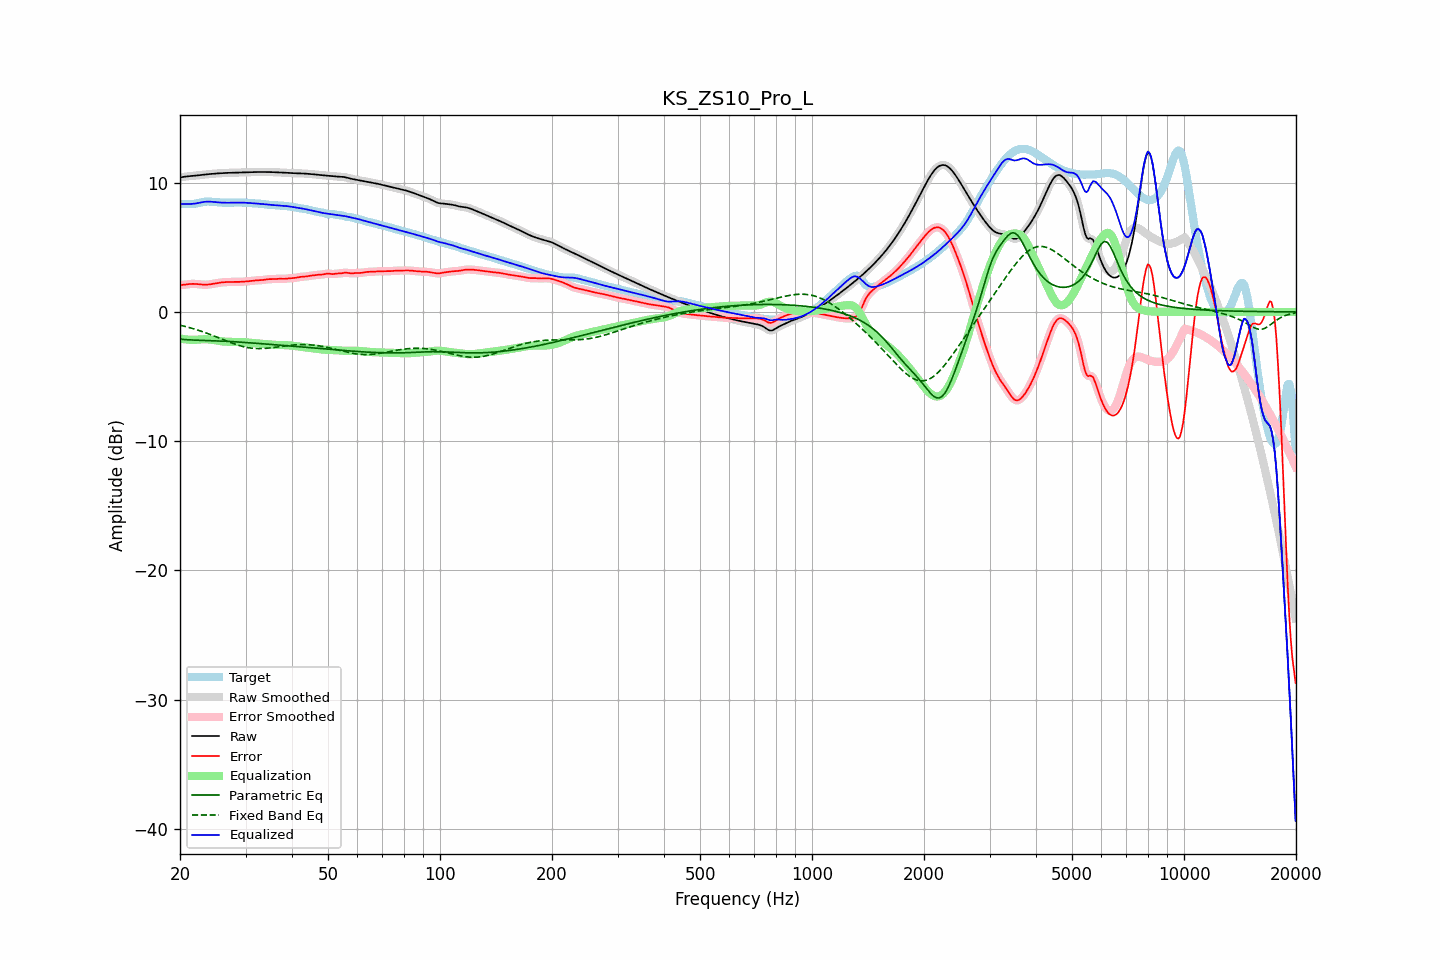 KS_ZS10_Pro_L
Amplitude (dBr)
10
0
−10
−20
−30
−40
Target
Raw Smoothed
Error Smoothed
Raw
Error
Equalization
Parametric Eq
Fixed Band Eq
Equalized
20 50 100 200 500 1000 2000 5000 10000 20000
Frequency (Hz)